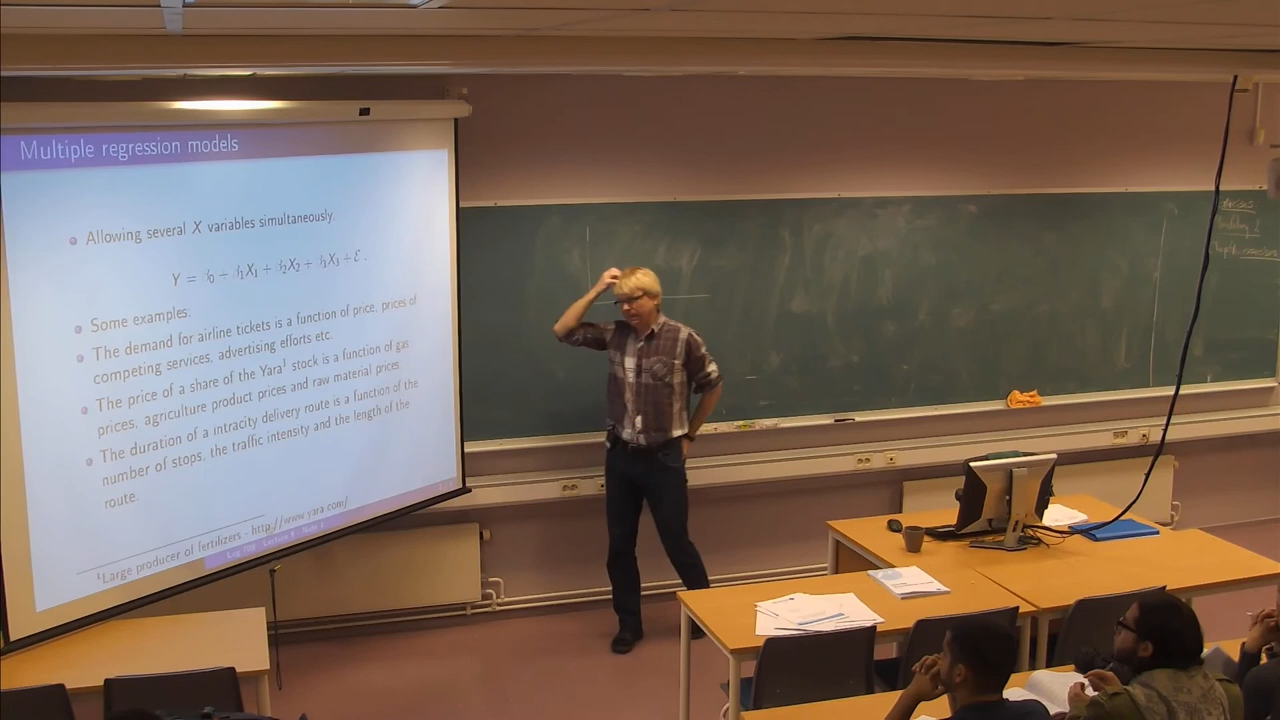 Multiple regression models
Allowing several X variables simultaneously.
Y = β0 + β1X1 + β2X2 + β3X3 + ℰ .
Some examples:
The demand for airline tickets is a function of price, prices of
competing services, advertising efforts etc.
The price of a share of the Yara¹ stock is a function of gas
prices, agriculture product prices and raw material prices.
The duration of a intracity delivery route is a function of the
number of stops, the traffic intensity and the length of the
route.
¹Large producer of fertilizers - http://www.yara.com/